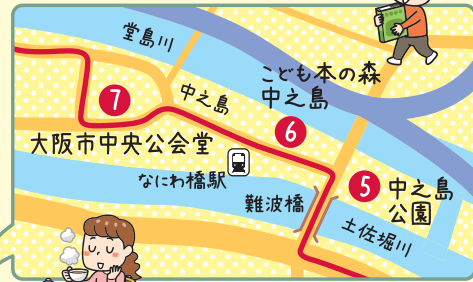 堂島川
こども本の森
中之島
中之島
7
6
大阪市中央公会堂
なにわ橋駅
難波橋
5
中之島
公園
土佐堀川